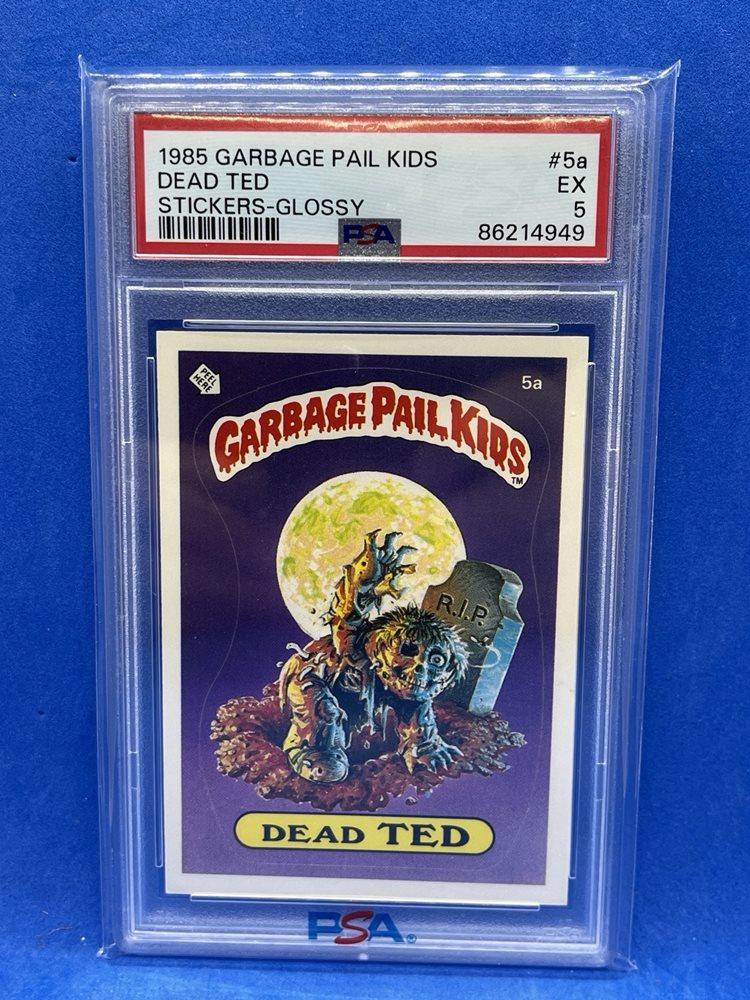 1985 GARBAGE PAIL KIDS #5a
DEAD TED EX
STICKERS-GLOSSY 5
PSA 86214949
PEEL
HERE
5a
GARBAGE PAIL KIDS
TM
R.I.P.
DEAD TED
PSA®